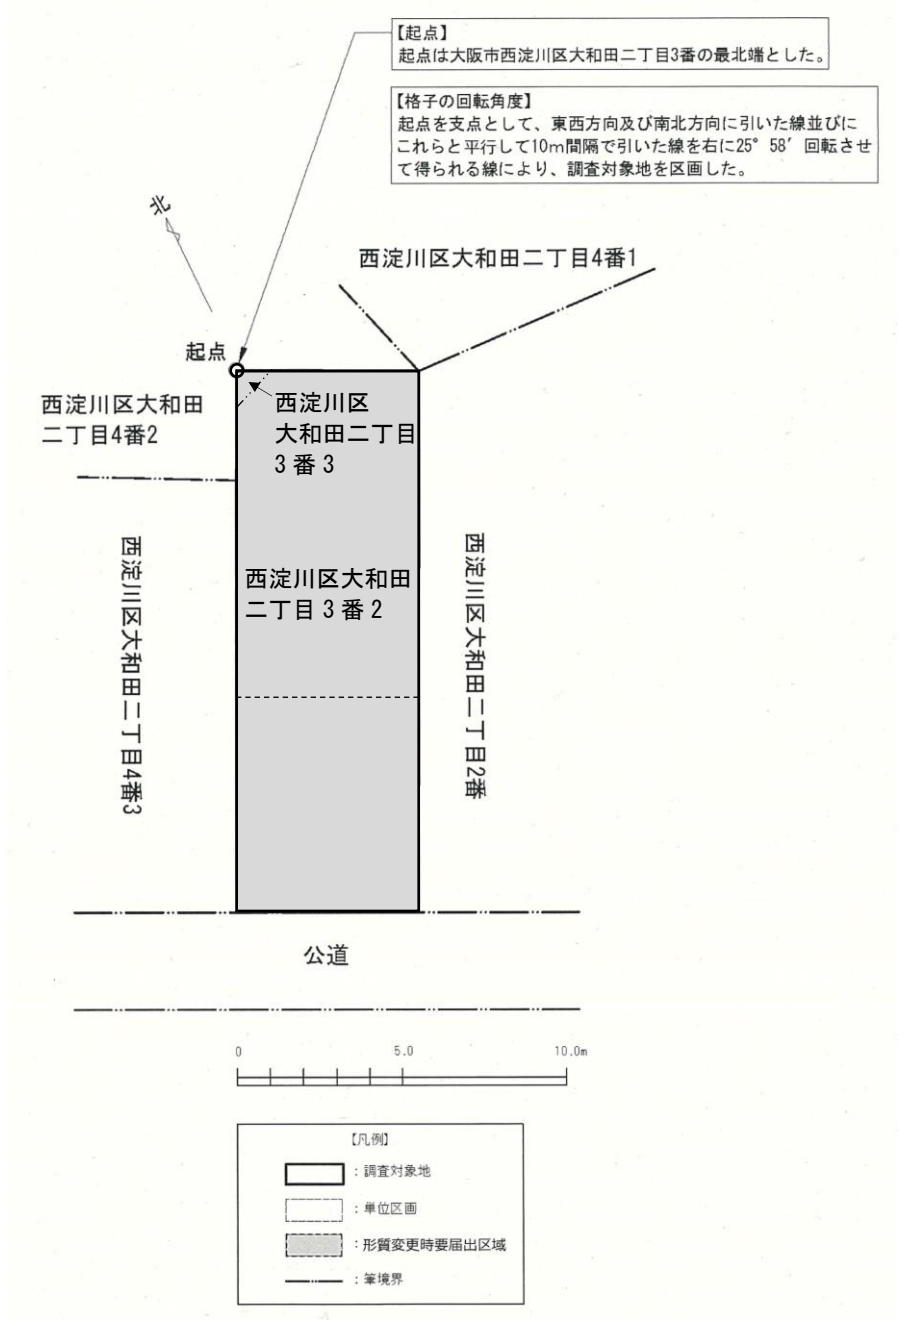 【起点】
起点は大阪市西淀川区大和田二丁目3番の最北端とした。
【格子の回転角度】
起点を支点として、東西方向及び南北方向に引いた線並びに
これらと平行して10m間隔で引いた線を右に25°58′回転させ
て得られる線により、調査対象地を区画した。
北
西淀川区大和田二丁目4番1
起点
西淀川区大和田
二丁目4番2
西淀川区
大和田二丁目
3番3
西淀川区大和田二丁目4番3
西淀川区大和田
二丁目3番2
西淀川区大和田二丁目2番
公道
0 5.0 10.0m
【凡例】
：調査対象地
：単位区画
：形質変更時要届出区域
：筆境界